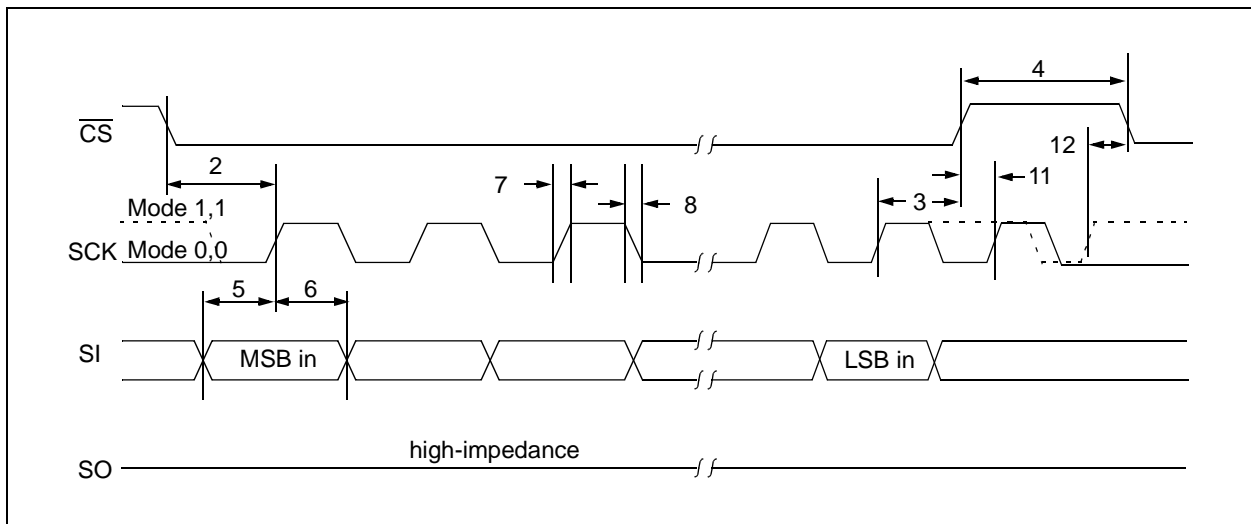 4
CS
12
2
7
11
Mode 1,1
8
3
SCK Mode 0,0
5 6
SI MSB in LSB in
high-impedance
SO